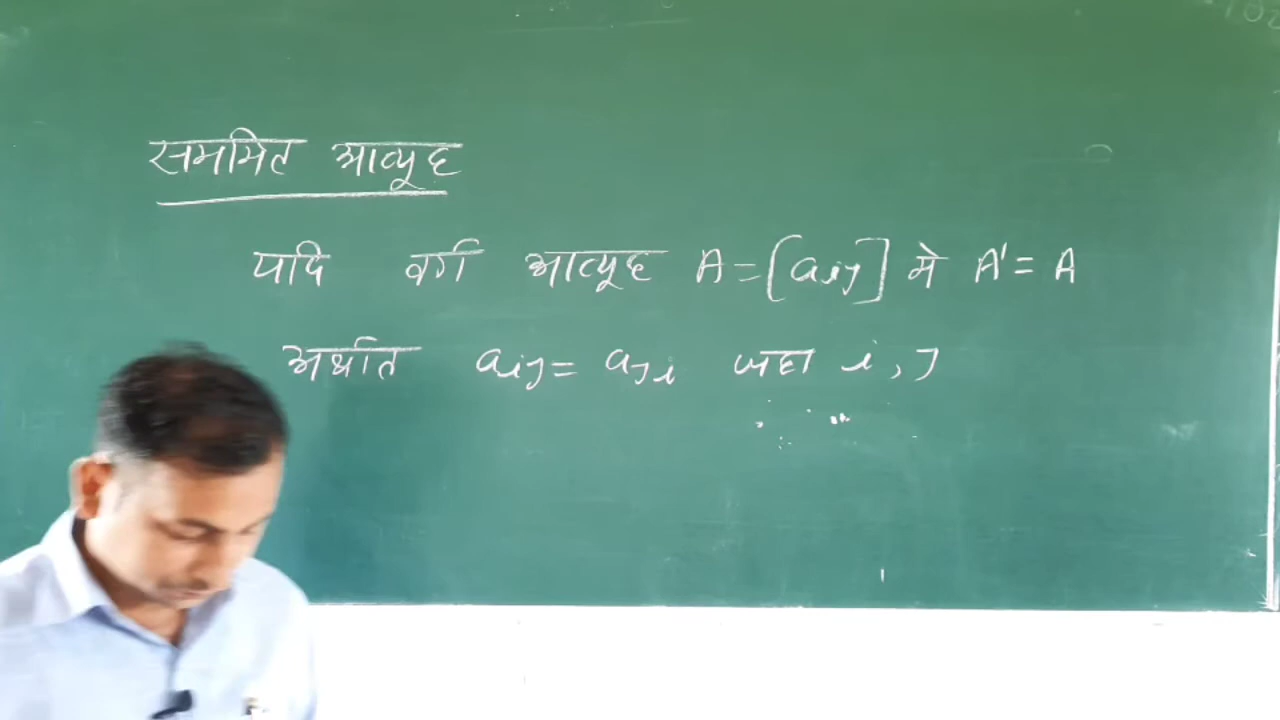 सममित आव्यूह
यदि वर्ग आव्यूह A = [aij] मे A' = A
अर्थात aij = aji जहा i, j